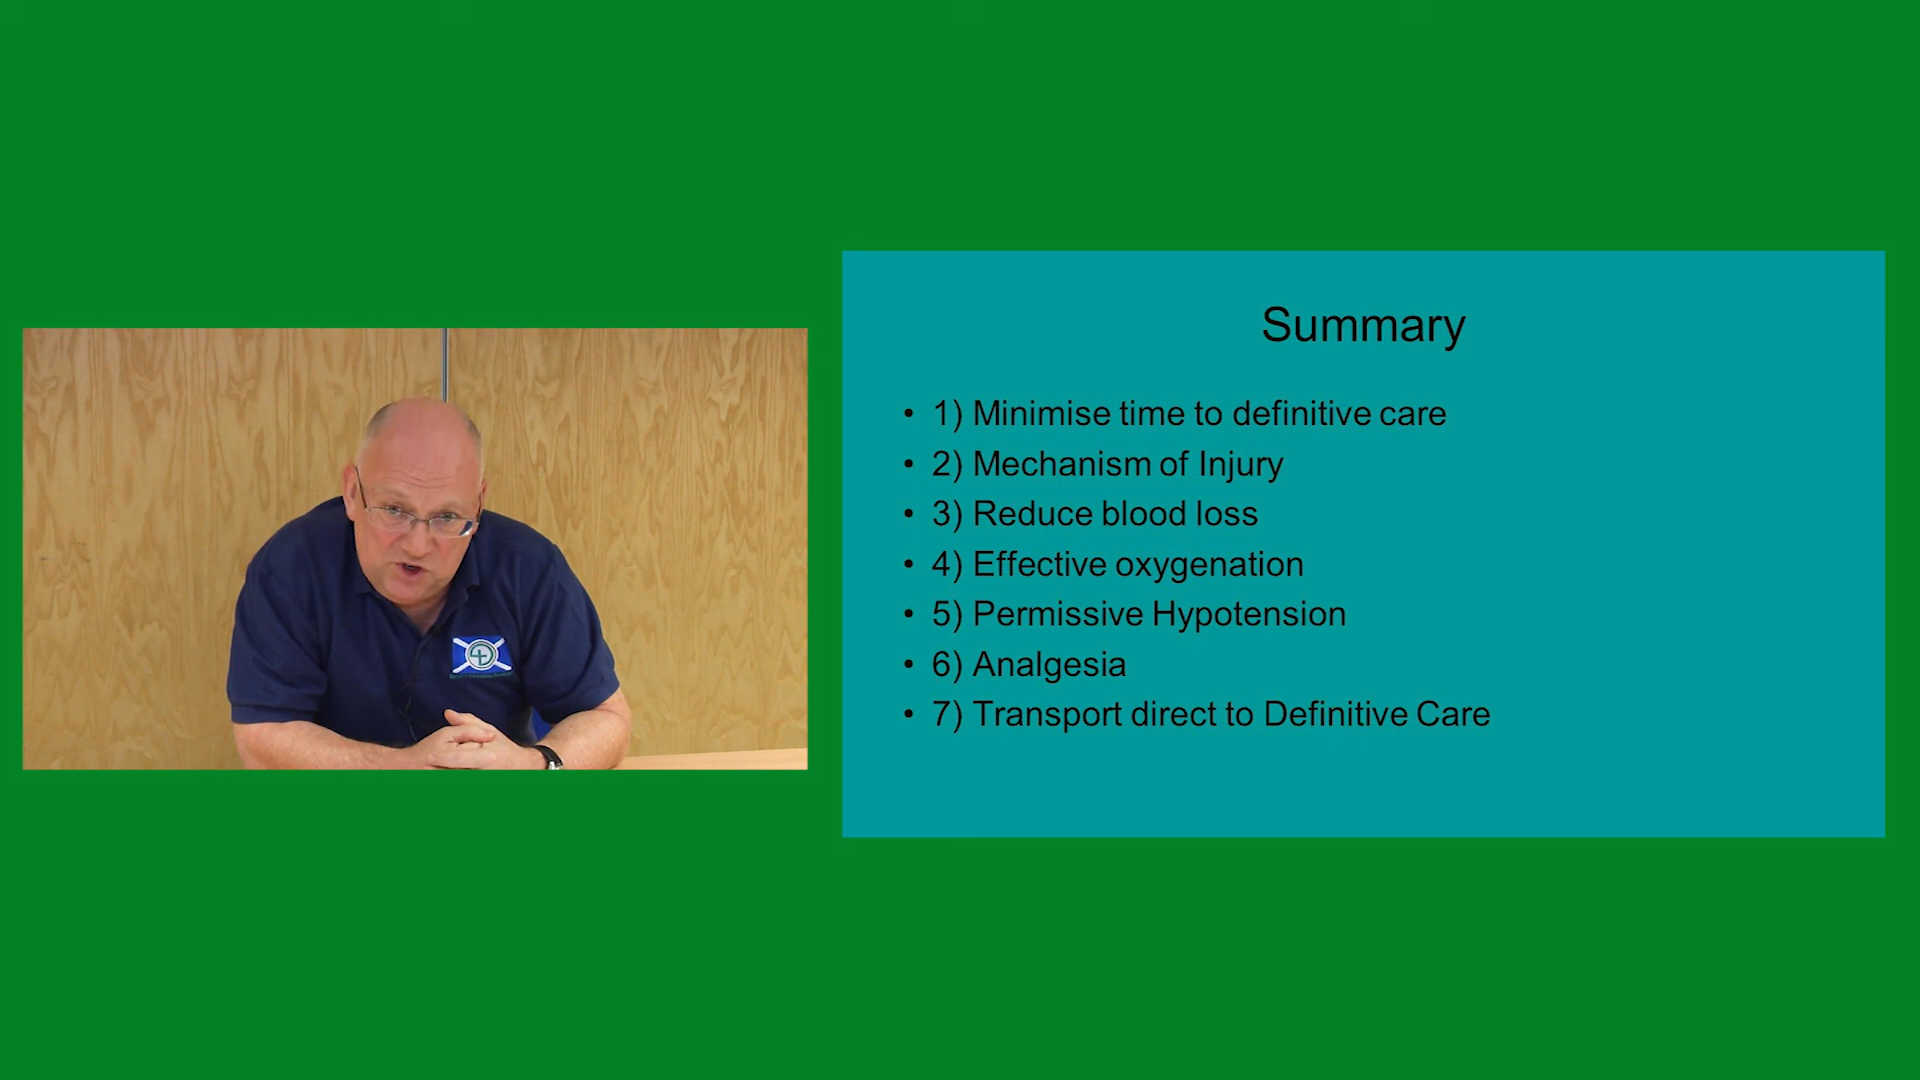 Summary
• 1) Minimise time to definitive care
• 2) Mechanism of Injury
• 3) Reduce blood loss
• 4) Effective oxygenation
• 5) Permissive Hypotension
• 6) Analgesia
• 7) Transport direct to Definitive Care